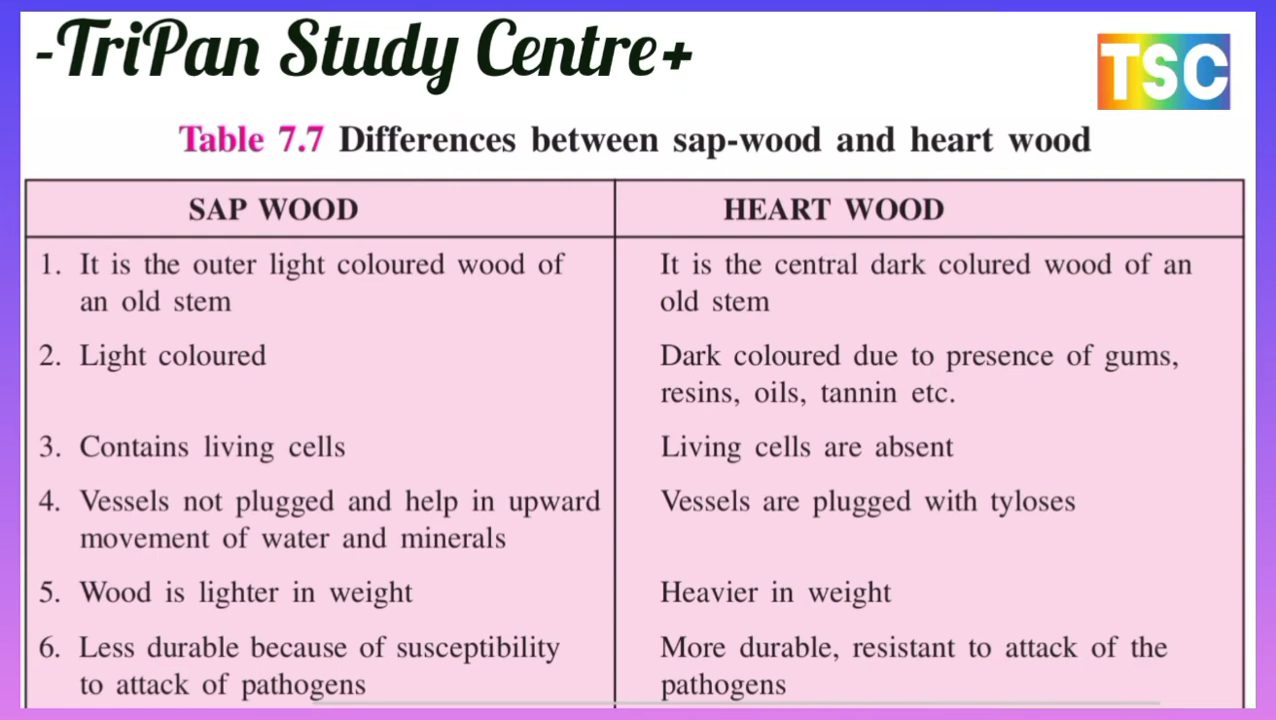 -TriPan Study Centre+
TSC
Table 7.7 Differences between sap-wood and heart wood
SAP WOOD
HEART WOOD
1. It is the outer light coloured wood of
an old stem
It is the central dark colured wood of an
old stem
2. Light coloured
Dark coloured due to presence of gums,
resins, oils, tannin etc.
3. Contains living cells
Living cells are absent
4. Vessels not plugged and help in upward
movement of water and minerals
Vessels are plugged with tyloses
5. Wood is lighter in weight
Heavier in weight
6. Less durable because of susceptibility
to attack of pathogens
More durable, resistant to attack of the
pathogens